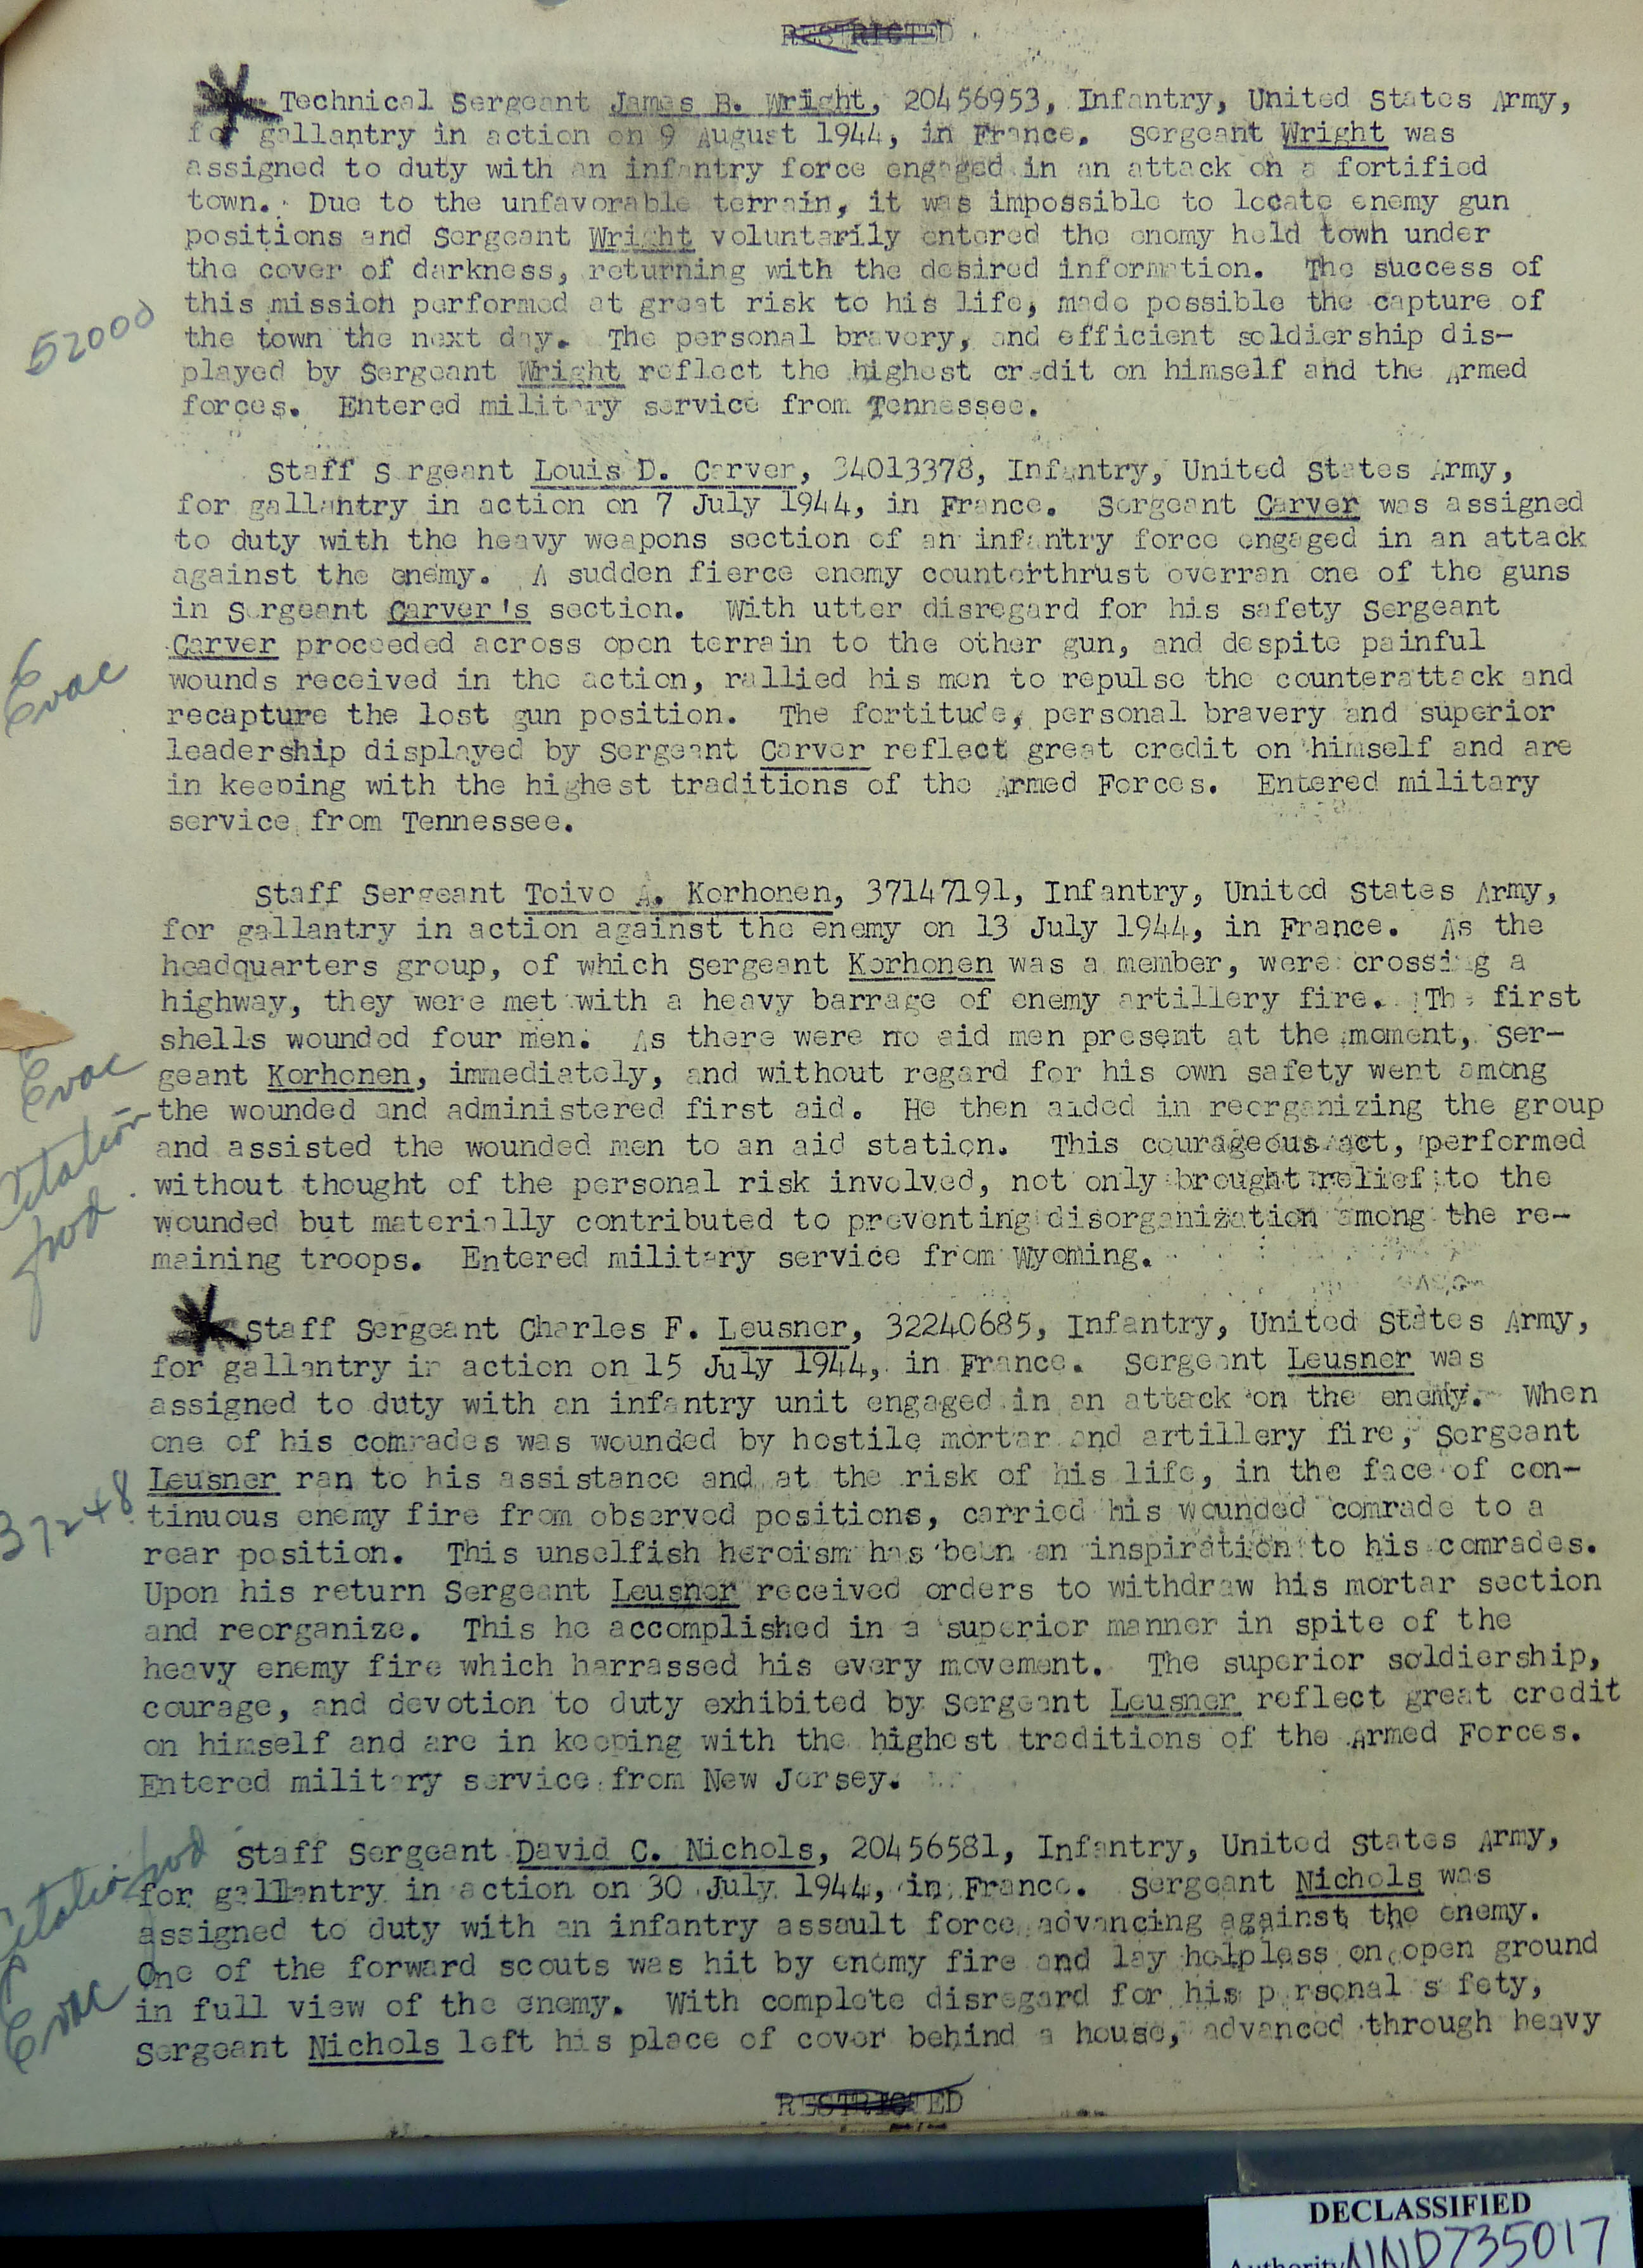 RESTRICTED
Technical Sergeant James B. Wright, 20456953, Infantry, United States Army,
for gallantry in action on 9 August 1944, in France. Sergeant Wright was
assigned to duty with an infantry force engaged in an attack on a fortified
town. Due to the unfavorable terrain, it was impossible to locate enemy gun
positions and Sergeant Wright voluntarily entered the enemy held town under
the cover of darkness, returning with the desired information. The success of
this mission performed at great risk to his life, made possible the capture of
52000
the town the next day. The personal bravery, and efficient soldiership dis-
played by Sergeant Wright reflect the highest credit on himself and the Armed
forces. Entered military service from Tennessee.
Staff Sergeant Louis D. Carver, 34013378, Infantry, United States Army,
for gallantry in action on 7 July 1944, in France. Sergeant Carver was assigned
to duty with the heavy weapons section of an infantry force engaged in an attack
against the enemy. A sudden fierce enemy counterthrust overran one of the guns
in Sergeant Carver's section. With utter disregard for his safety Sergeant
Carver proceeded across open terrain to the other gun, and despite painful
Evac
wounds received in the action, rallied his men to repulse the counterattack and
recapture the lost gun position. The fortitude, personal bravery and superior
leadership displayed by Sergeant Carver reflect great credit on himself and are
in keeping with the highest traditions of the Armed Forces. Entered military
service from Tennessee.
Staff Sergeant Toivo A. Korhonen, 37147191, Infantry, United States Army,
for gallantry in action against the enemy on 13 July 1944, in France. As the
headquarters group, of which Sergeant Korhonen was a member, were crossing a
highway, they were met with a heavy barrage of enemy artillery fire. The first
shells wounded four men. As there were no aid men present at the moment, Ser-
geant Korhonen, immediately, and without regard for his own safety went among
Evac
the wounded and administered first aid. He then aided in reorganizing the group
and assisted the wounded men to an aid station. This courageous act, performed
Citation
without thought of the personal risk involved, not only brought relief to the
wounded but materially contributed to preventing disorganization among the re-
maining troops. Entered military service from Wyoming.
Staff Sergeant Charles F. Leusner, 32240685, Infantry, United States Army,
for gallantry in action on 15 July 1944, in France. Sergeant Leusner was
assigned to duty with an infantry unit engaged in an attack on the enemy. When
one of his comrades was wounded by hostile mortar and artillery fire, Sergeant
Leusner ran to his assistance and at the risk of his life, in the face of con-
37248
tinuous enemy fire from observed positions, carried his wounded comrade to a
rear position. This unselfish heroism has been an inspiration to his comrades.
Upon his return Sergeant Leusner received orders to withdraw his mortar section
and reorganize. This he accomplished in a superior manner in spite of the
heavy enemy fire which harrassed his every movement. The superior soldiership,
courage, and devotion to duty exhibited by Sergeant Leusner reflect great credit
on himself and are in keeping with the highest traditions of the Armed Forces.
Entered military service from New Jersey.
Staff Sergeant David C. Nichols, 20456581, Infantry, United States Army,
Citation
for gallantry in action on 30 July 1944, in France. Sergeant Nichols was
assigned to duty with an infantry assault force advancing against the enemy.
One of the forward scouts was hit by enemy fire and lay helpless on open ground
Evac
in full view of the enemy. With complete disregard for his personal safety,
Sergeant Nichols left his place of cover behind a house, advanced through heavy
RESTRICTED
DECLASSIFIED
Authority NND735017